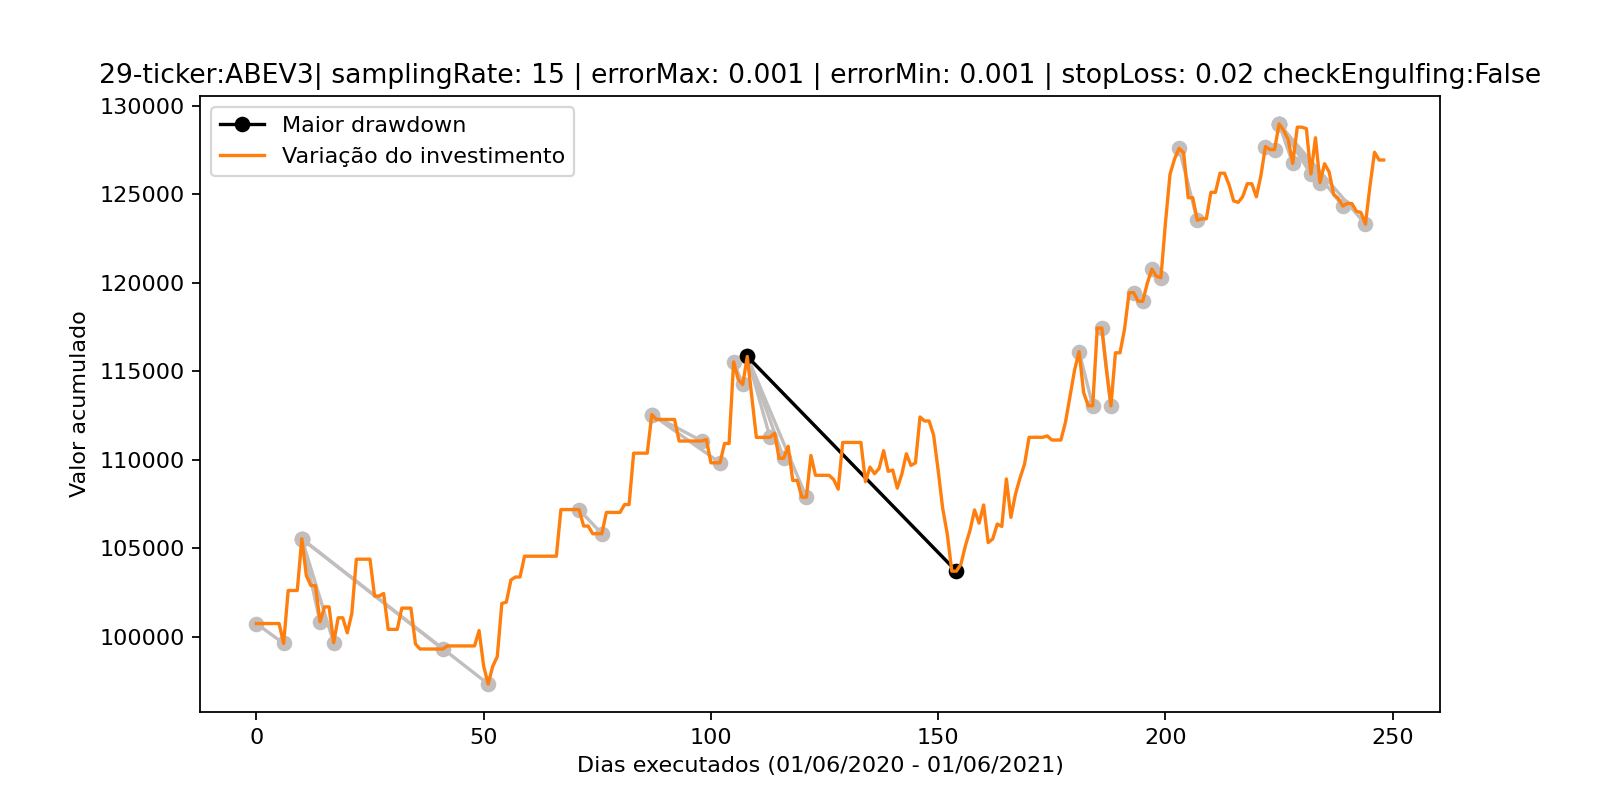 29-ticker:ABEV3| samplingRate: 15 | errorMax: 0.001 | errorMin: 0.001 | stopLoss: 0.02 checkEngulfing:False
Maior drawdown
Variação do investimento
Valor acumulado
130000
125000
120000
115000
110000
105000
100000
0 50 100 150 200 250
Dias executados (01/06/2020 - 01/06/2021)